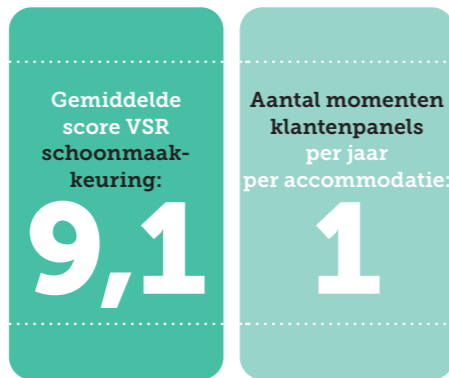 Gemiddelde
score VSR
schoonmaak-
keuring:
9,1
Aantal momenten
klantenpanels
per jaar
per accommodatie:
1